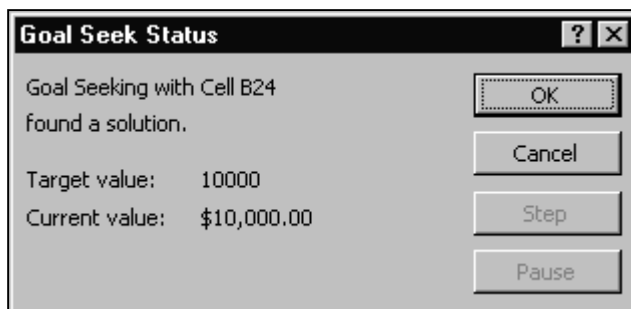 Goal Seek Status
? X
Goal Seeking with Cell B24
found a solution.
Target value: 10000
Current value: $10,000.00
OK
Cancel
Step
Pause